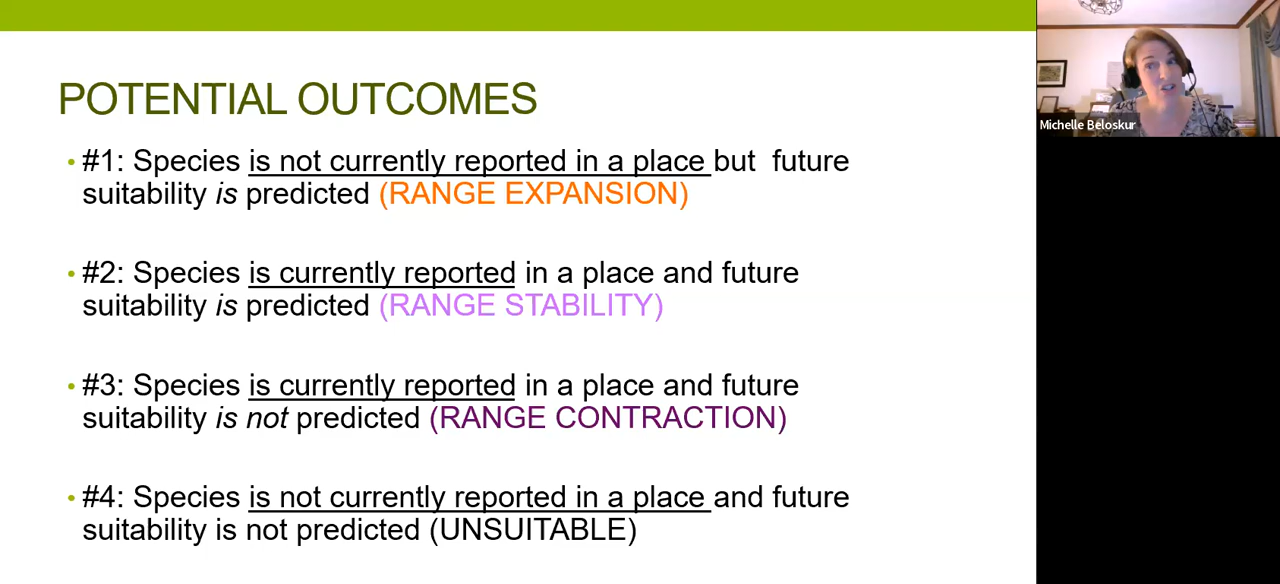 POTENTIAL OUTCOMES
• #1: Species is not currently reported in a place but  future
suitability is predicted (RANGE EXPANSION)
• #2: Species is currently reported in a place and future
suitability is predicted (RANGE STABILITY)
• #3: Species is currently reported in a place and future
suitability is not predicted (RANGE CONTRACTION)
• #4: Species is not currently reported in a place and future
suitability is not predicted (UNSUITABLE)
Michelle Beloskur